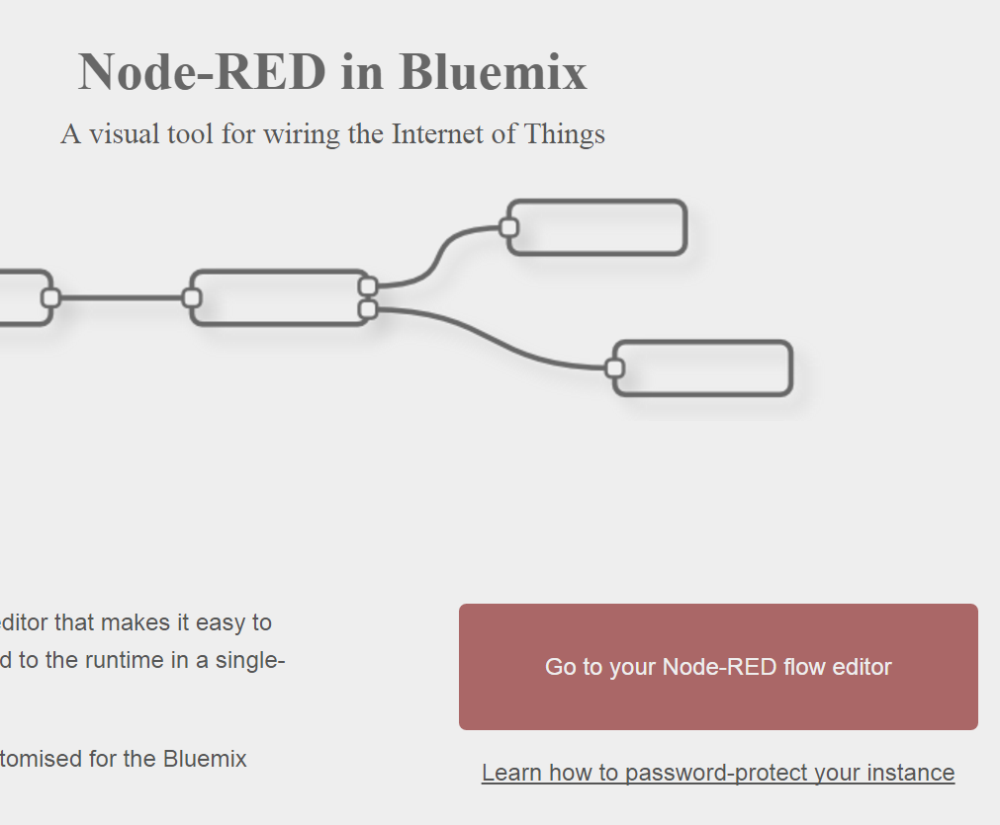 Node-RED in Bluemix
A visual tool for wiring the Internet of Things
editor that makes it easy to
d to the runtime in a single-
tomised for the Bluemix
Go to your Node-RED flow editor
Learn how to password-protect your instance